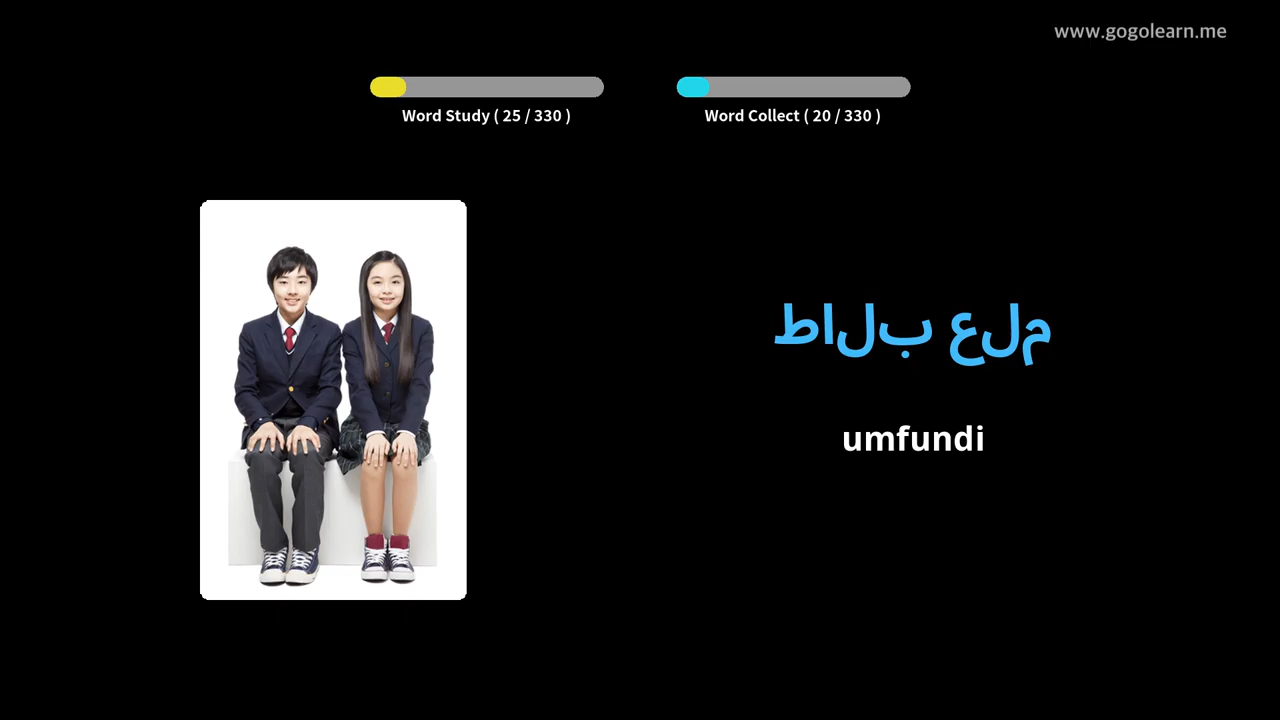 www.gogolearn.me
Word Study ( 25 / 330 )
Word Collect ( 20 / 330 )
طالب علم
umfundi